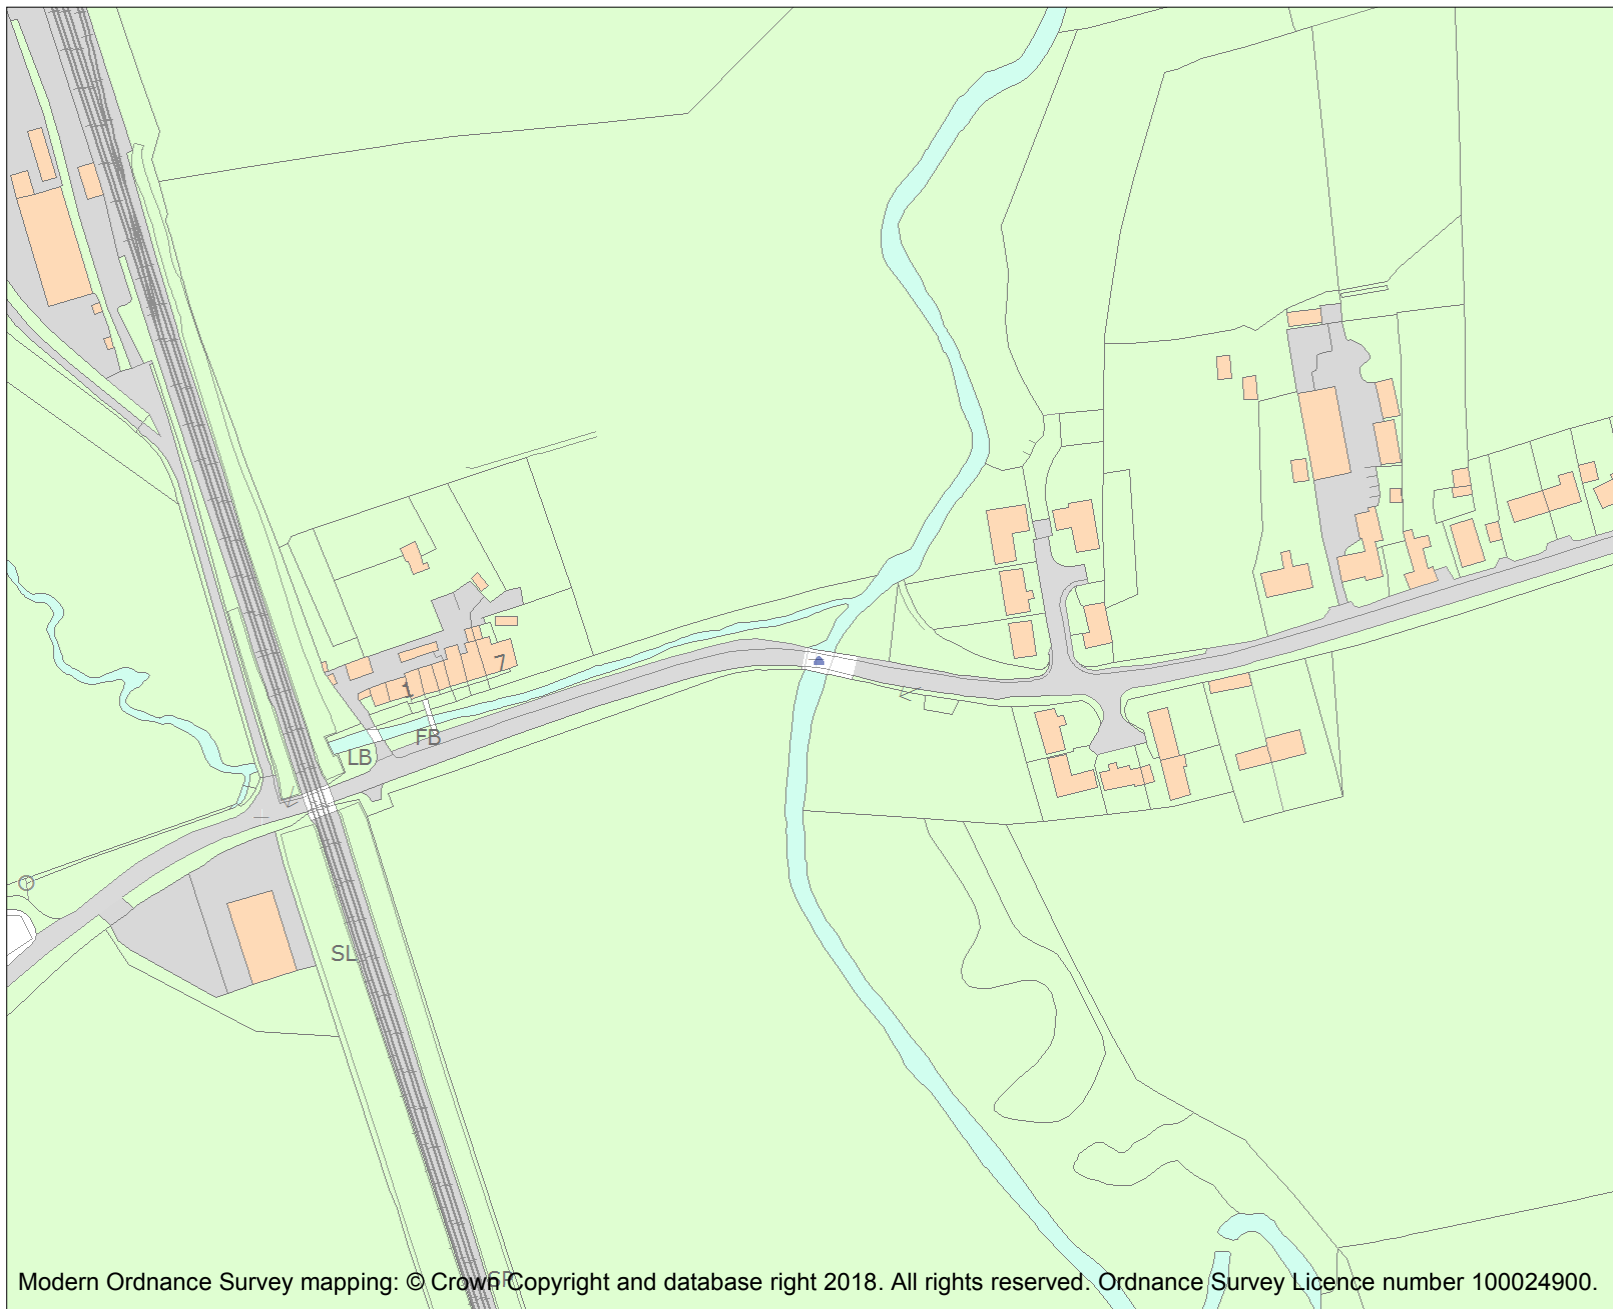 7
1
FB
LB
SL
SP
Modern Ordnance Survey mapping: © Crown Copyright and database right 2018. All rights reserved. Ordnance Survey Licence number 100024900.